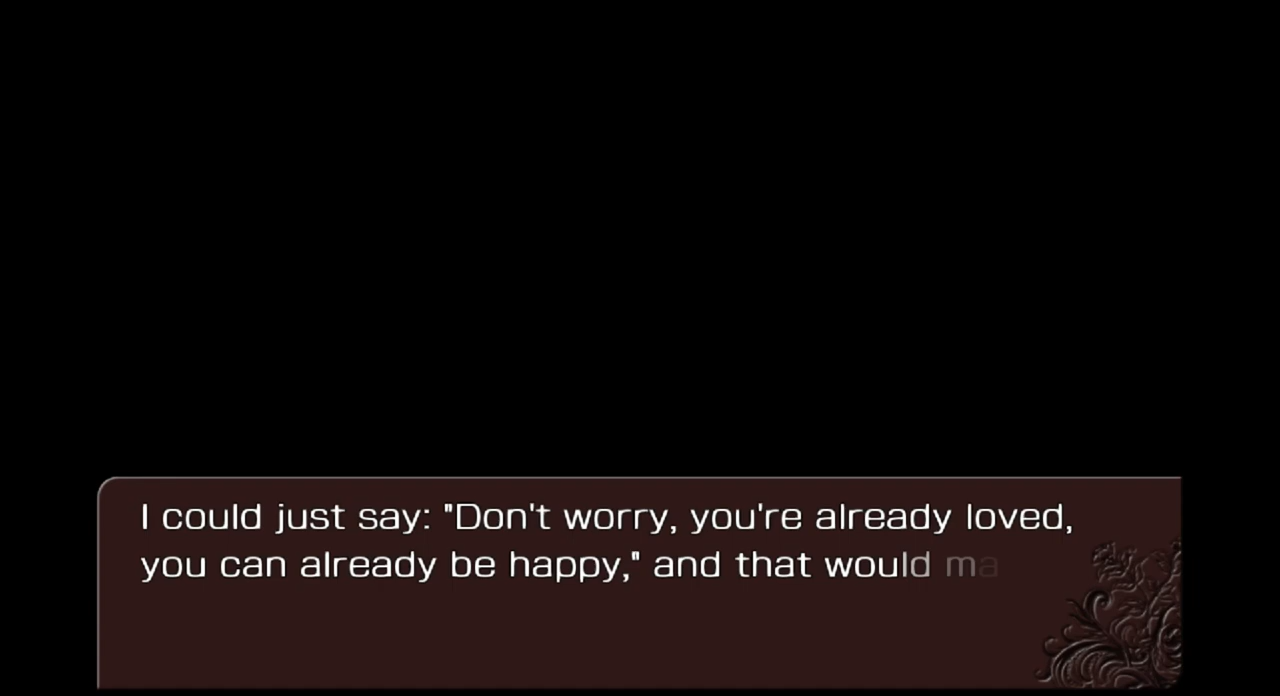 I could just say: "Don't worry, you're already loved,
you can already be happy," and that would ma